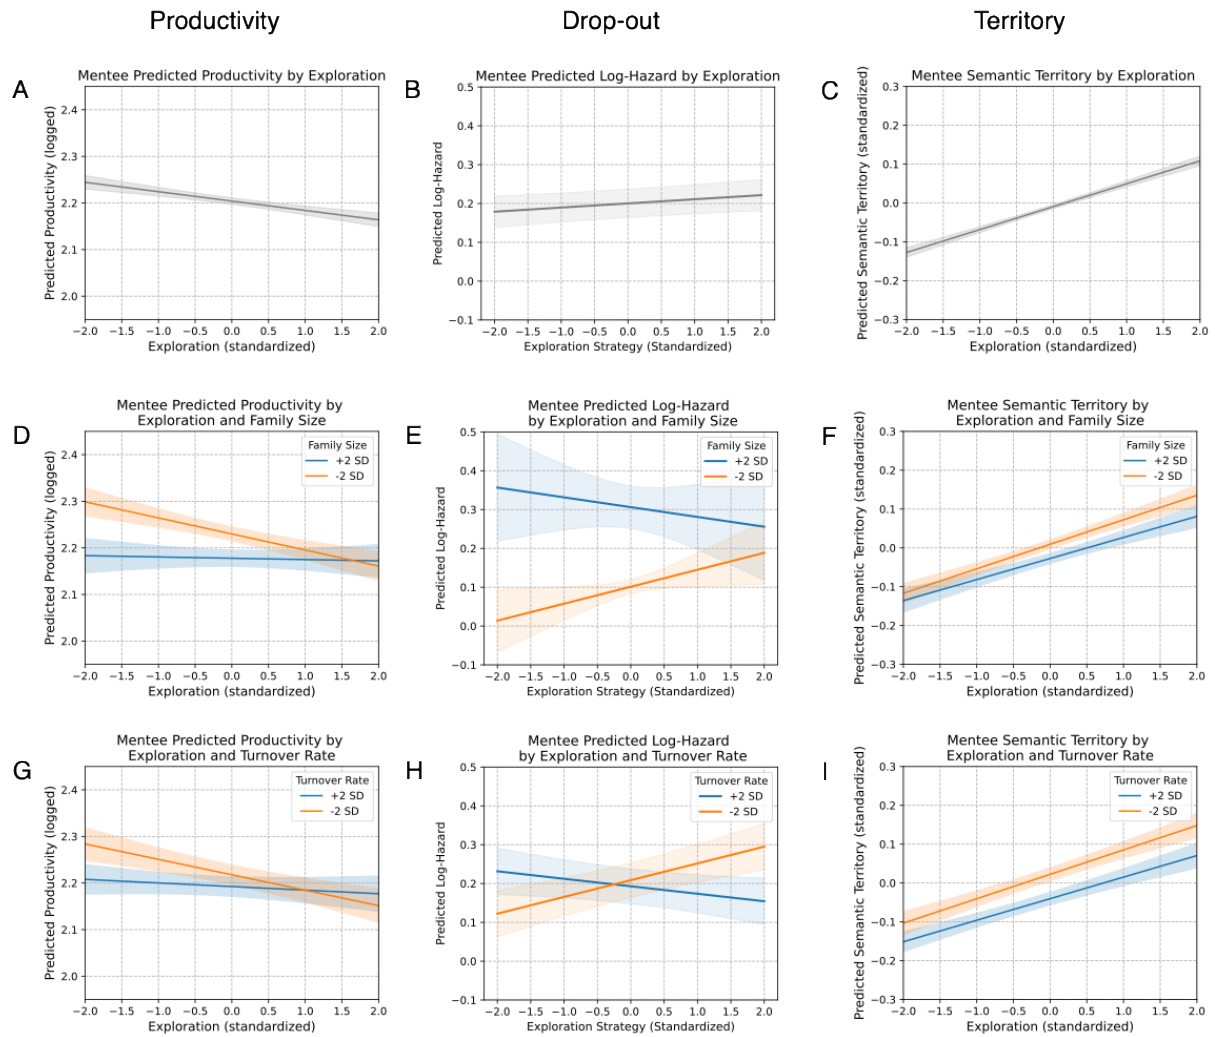 Productivity
Drop-out
Territory
A
Mentee Predicted Productivity by Exploration
Predicted Productivity (logged)
2.4
2.3
2.2
2.1
2.0
−2.0 −1.5 −1.0 −0.5 0.0 0.5 1.0 1.5 2.0
Exploration (standardized)
B
Mentee Predicted Log-Hazard by Exploration
Predicted Log-Hazard
0.5
0.4
0.3
0.2
0.1
0.0
−0.1
−2.0 −1.5 −1.0 −0.5 0.0 0.5 1.0 1.5 2.0
Exploration Strategy (Standardized)
C
Mentee Semantic Territory by Exploration
Predicted Semantic Territory (standardized)
0.3
0.2
0.1
0.0
−0.1
−0.2
−0.3
−2.0 −1.5 −1.0 −0.5 0.0 0.5 1.0 1.5 2.0
Exploration (standardized)
D
Mentee Predicted Productivity by
Exploration and Family Size
Predicted Productivity (logged)
2.4
2.3
2.2
2.1
2.0
Family Size
+2 SD
-2 SD
−2.0 −1.5 −1.0 −0.5 0.0 0.5 1.0 1.5 2.0
Exploration (standardized)
E
Mentee Predicted Log-Hazard
by Exploration and Family Size
Predicted Log-Hazard
0.5
0.4
0.3
0.2
0.1
0.0
−0.1
Family Size
+2 SD
-2 SD
−2.0 −1.5 −1.0 −0.5 0.0 0.5 1.0 1.5 2.0
Exploration Strategy (Standardized)
F
Mentee Semantic Territory by
Exploration and Family Size
Predicted Semantic Territory (standardized)
0.3
0.2
0.1
0.0
−0.1
−0.2
−0.3
Family Size
+2 SD
-2 SD
−2.0 −1.5 −1.0 −0.5 0.0 0.5 1.0 1.5 2.0
Exploration (standardized)
G
Mentee Predicted Productivity by
Exploration and Turnover Rate
Predicted Productivity (logged)
2.4
2.3
2.2
2.1
2.0
Turnover Rate
+2 SD
-2 SD
−2.0 −1.5 −1.0 −0.5 0.0 0.5 1.0 1.5 2.0
Exploration (standardized)
H
Mentee Predicted Log-Hazard
by Exploration and Turnover Rate
Predicted Log-Hazard
0.5
0.4
0.3
0.2
0.1
0.0
−0.1
Turnover Rate
+2 SD
-2 SD
−2.0 −1.5 −1.0 −0.5 0.0 0.5 1.0 1.5 2.0
Exploration Strategy (Standardized)
I
Mentee Semantic Territory by
Exploration and Turnover Rate
Predicted Semantic Territory (standardized)
0.3
0.2
0.1
0.0
−0.1
−0.2
−0.3
Turnover Rate
+2 SD
-2 SD
−2.0 −1.5 −1.0 −0.5 0.0 0.5 1.0 1.5 2.0
Exploration (standardized)